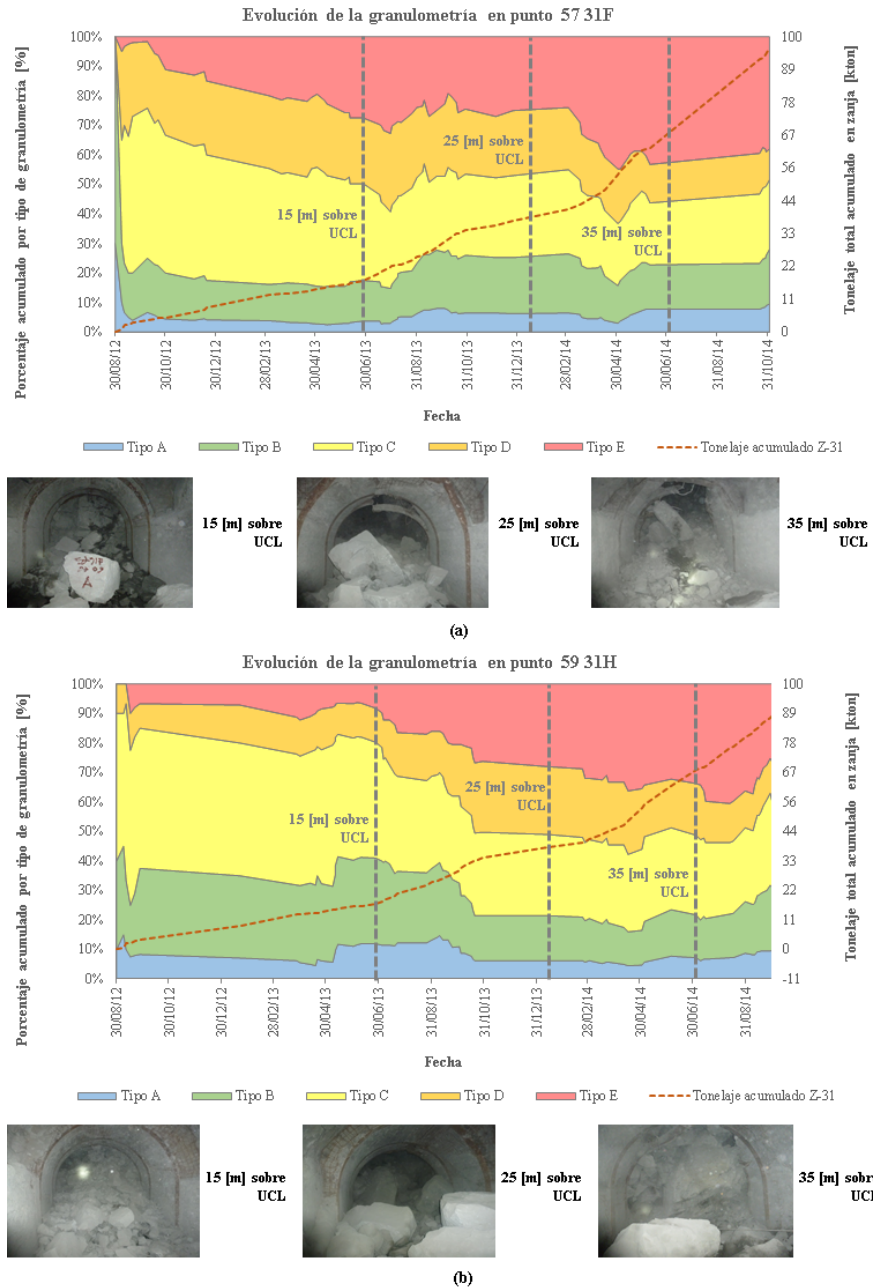 Evolución de la granulometría en punto 57 31F
Porcentaje acumulado por tipo de granulometría [%]
100%
90%
80%
70%
60%
50%
40%
30%
20%
10%
0%
15 [m] sobre
UCL
25 [m] sobre
UCL
35 [m] sobre
UCL
100
89
78
67
56
44
33
22
11
0
Tonelaje total acumulado en zanja [kton]
30/08/12
30/10/12
31/12/12
28/02/13
30/04/13
30/06/13
31/08/13
31/10/13
31/12/13
28/02/14
30/04/14
30/06/14
31/08/14
31/10/14
Fecha
Tipo A
Tipo B
Tipo C
Tipo D
Tipo E
Tonelaje acumulado Z-31
15 [m] sobre
UCL
25 [m] sobre
UCL
35 [m] sobre
UCL
(a)
Evolución de la granulometría en punto 59 31H
Porcentaje acumulado por tipo de granulometría [%]
100%
90%
80%
70%
60%
50%
40%
30%
20%
10%
0%
15 [m] sobre
UCL
25 [m] sobre
UCL
35 [m] sobre
UCL
100
89
78
67
56
44
33
22
11
0
-11
Tonelaje total acumulado en zanja [kton]
30/08/12
30/10/12
31/12/12
28/02/13
30/04/13
30/06/13
31/08/13
31/10/13
31/12/13
28/02/14
30/04/14
30/06/14
31/08/14
Fecha
Tipo A
Tipo B
Tipo C
Tipo D
Tipo E
Tonelaje acumulado Z-31
15 [m] sobre
UCL
25 [m] sobre
UCL
35 [m] sobre
UCL
(b)